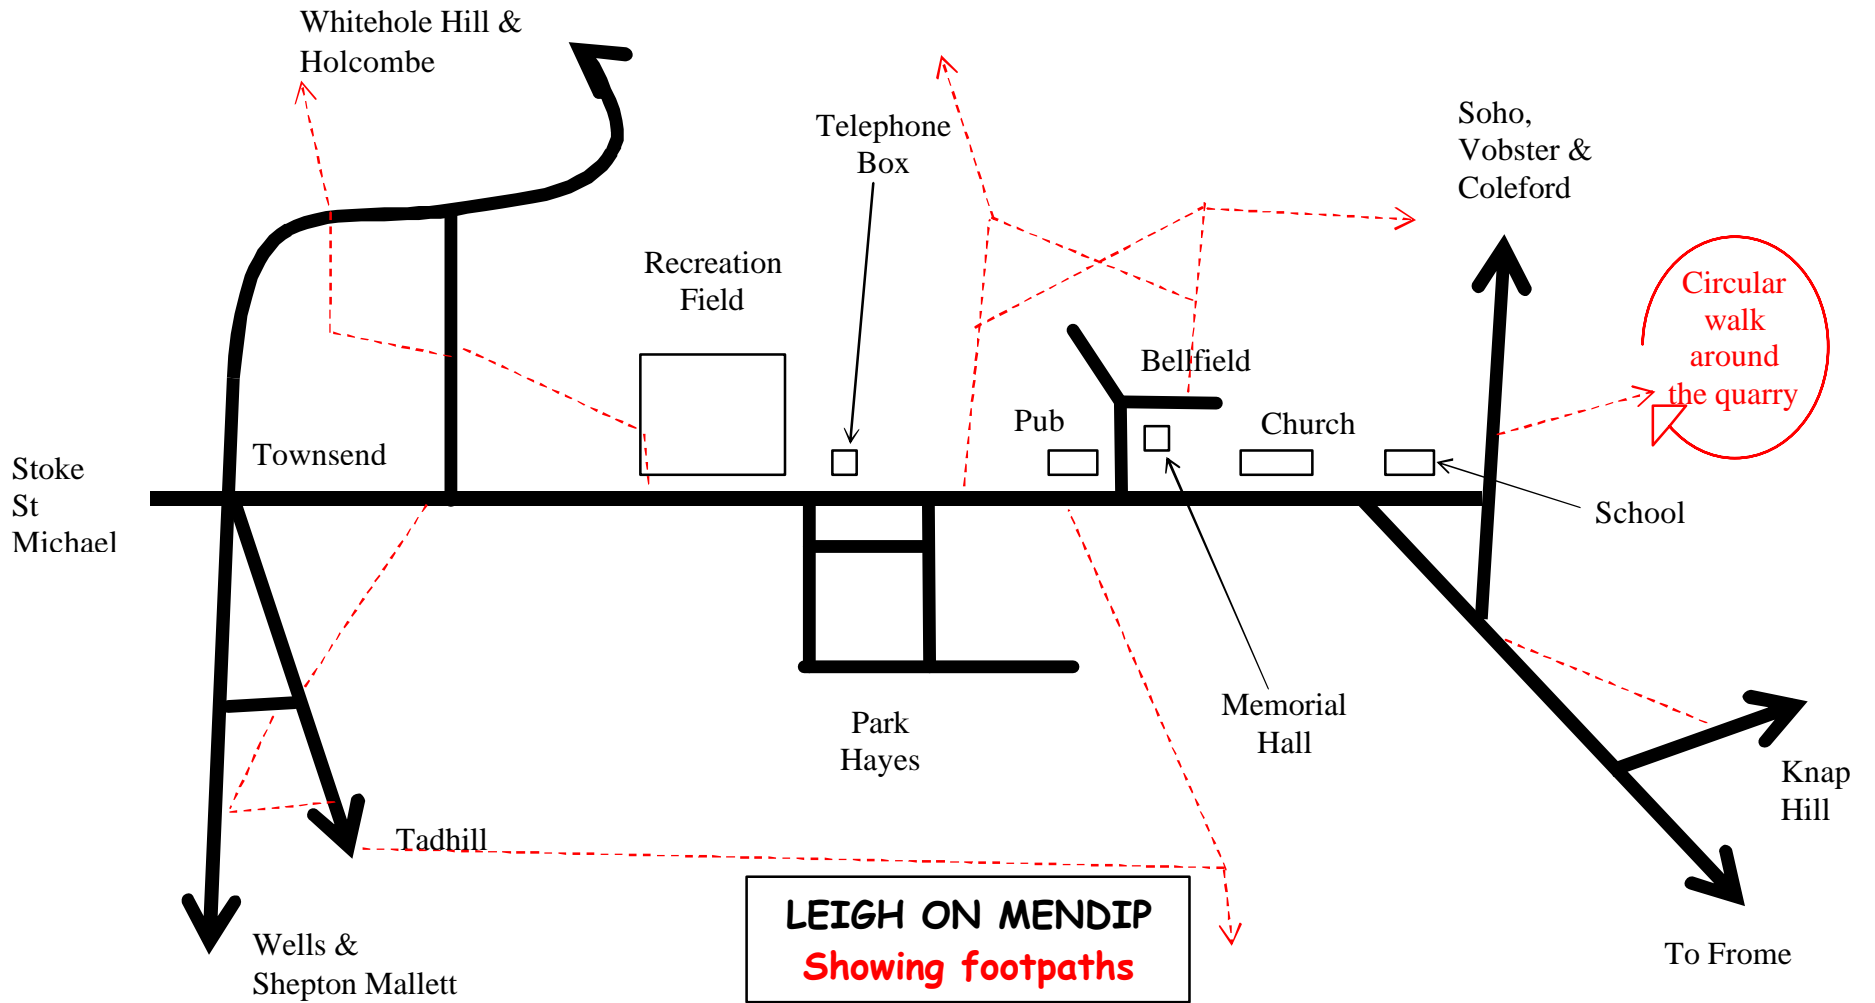 Whitehole Hill &
Holcombe
Telephone
Box
Soho,
Vobster &
Coleford
Recreation
Field
Circular
walk
around
the quarry
Bellfield
Pub
Church
Townsend
Stoke
St
Michael
School
Park
Hayes
Memorial
Hall
Knap
Hill
Tadhill
Wells &
Shepton Mallett
LEIGH ON MENDIP
Showing footpaths
To Frome